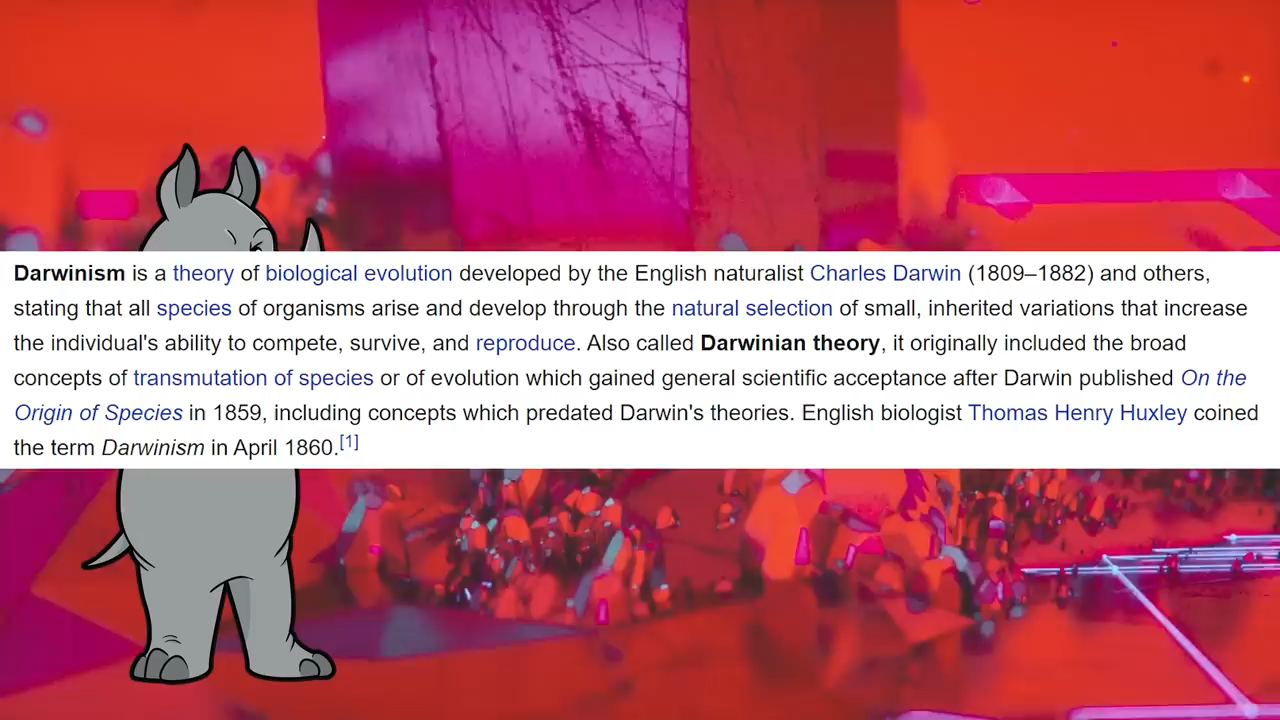 Darwinism is a theory of biological evolution developed by the English naturalist Charles Darwin (1809–1882) and others,
stating that all species of organisms arise and develop through the natural selection of small, inherited variations that increase
the individual's ability to compete, survive, and reproduce. Also called Darwinian theory, it originally included the broad
concepts of transmutation of species or of evolution which gained general scientific acceptance after Darwin published On the
Origin of Species in 1859, including concepts which predated Darwin's theories. English biologist Thomas Henry Huxley coined
the term Darwinism in April 1860.[1]